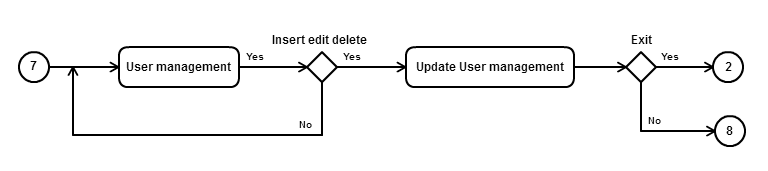 Insert edit delete
Exit
7
User management
Yes
Yes
Update User management
Yes
2
No
No
8